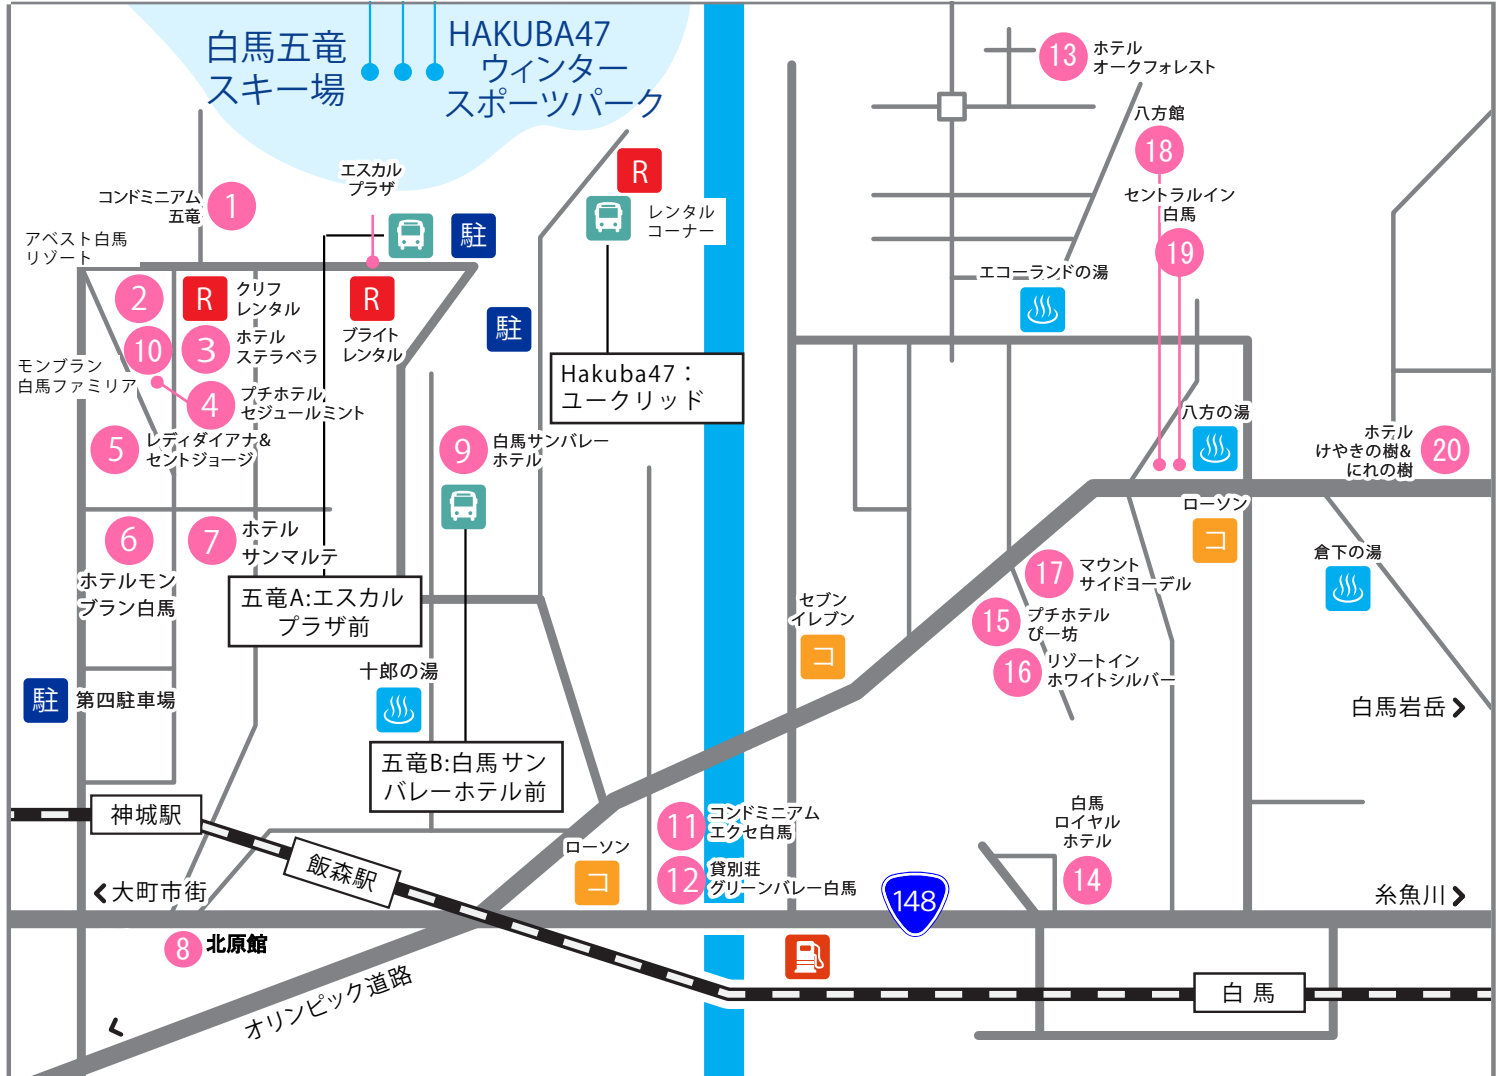 白馬五竜
スキー場
HAKUBA47
ウィンター
スポーツパーク
13
ホテル
オークフォレスト
八方館
18
エスカル
プラザ
R
コンドミニアム
五竜
1
駐
レンタル
コーナー
セントラルイン
白馬
19
アベスト白馬
リゾート
エコーランドの湯
2
R
クリフ
レンタル
R
ブライト
レンタル
駐
10
3
ホテル
ステラベラ
モンブラン
白馬ファミリア
4
プチホテル
セジュールミント
Hakuba47：
ユークリッド
5
レディダイアナ&
セントジョージ
9
白馬サンバレー
ホテル
八方の湯
ホテル
けやきの樹&
にれの樹
20
ローソン
コ
6
ホテルモン
ブラン白馬
7
ホテル
サンマルテ
倉下の湯
17
マウント
サイドヨーデル
五竜A:エスカル
プラザ前
セブン
イレブン
コ
15
プチホテル
ぴー坊
16
リゾートイン
ホワイトシルバー
十郎の湯
駐
第四駐車場
白馬岩岳
五竜B:白馬サン
バレーホテル前
神城駅
飯森駅
11
コンドミニアム
エクセ白馬
白馬
ロイヤル
ホテル
14
ローソン
コ
12
貸別荘
グリーンバレー白馬
大町市街
148
糸魚川
8
北原館
オリンピック道路
白馬